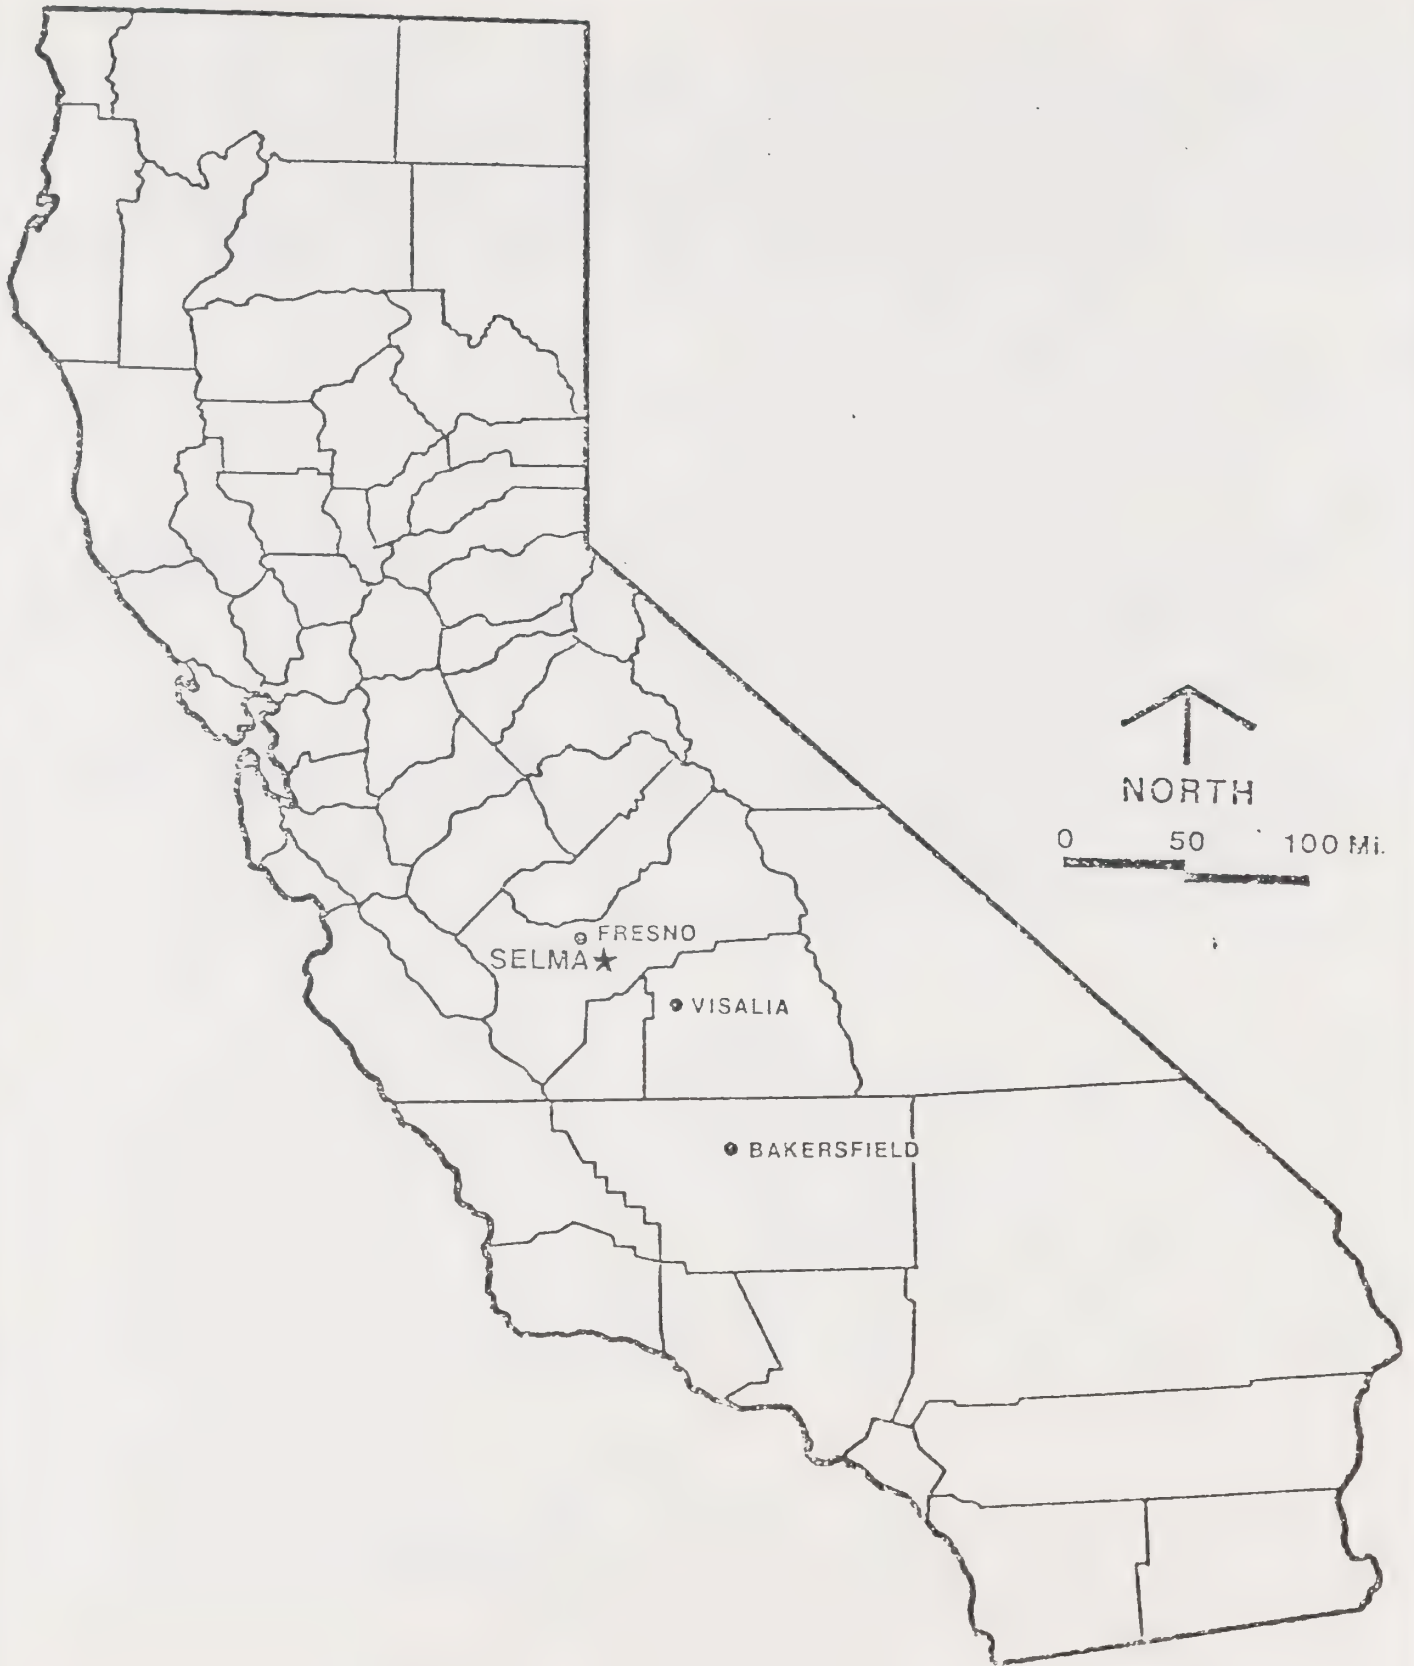 NORTH
0 50 100 Mi.
FRESNO
SELMA
VISALIA
BAKERSFIELD